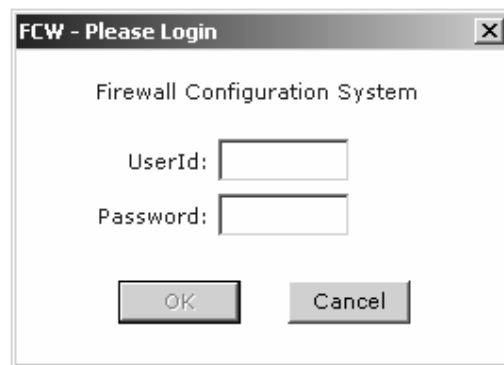 FCW - Please Login
Firewall Configuration System
UserId:
Password:
OK Cancel